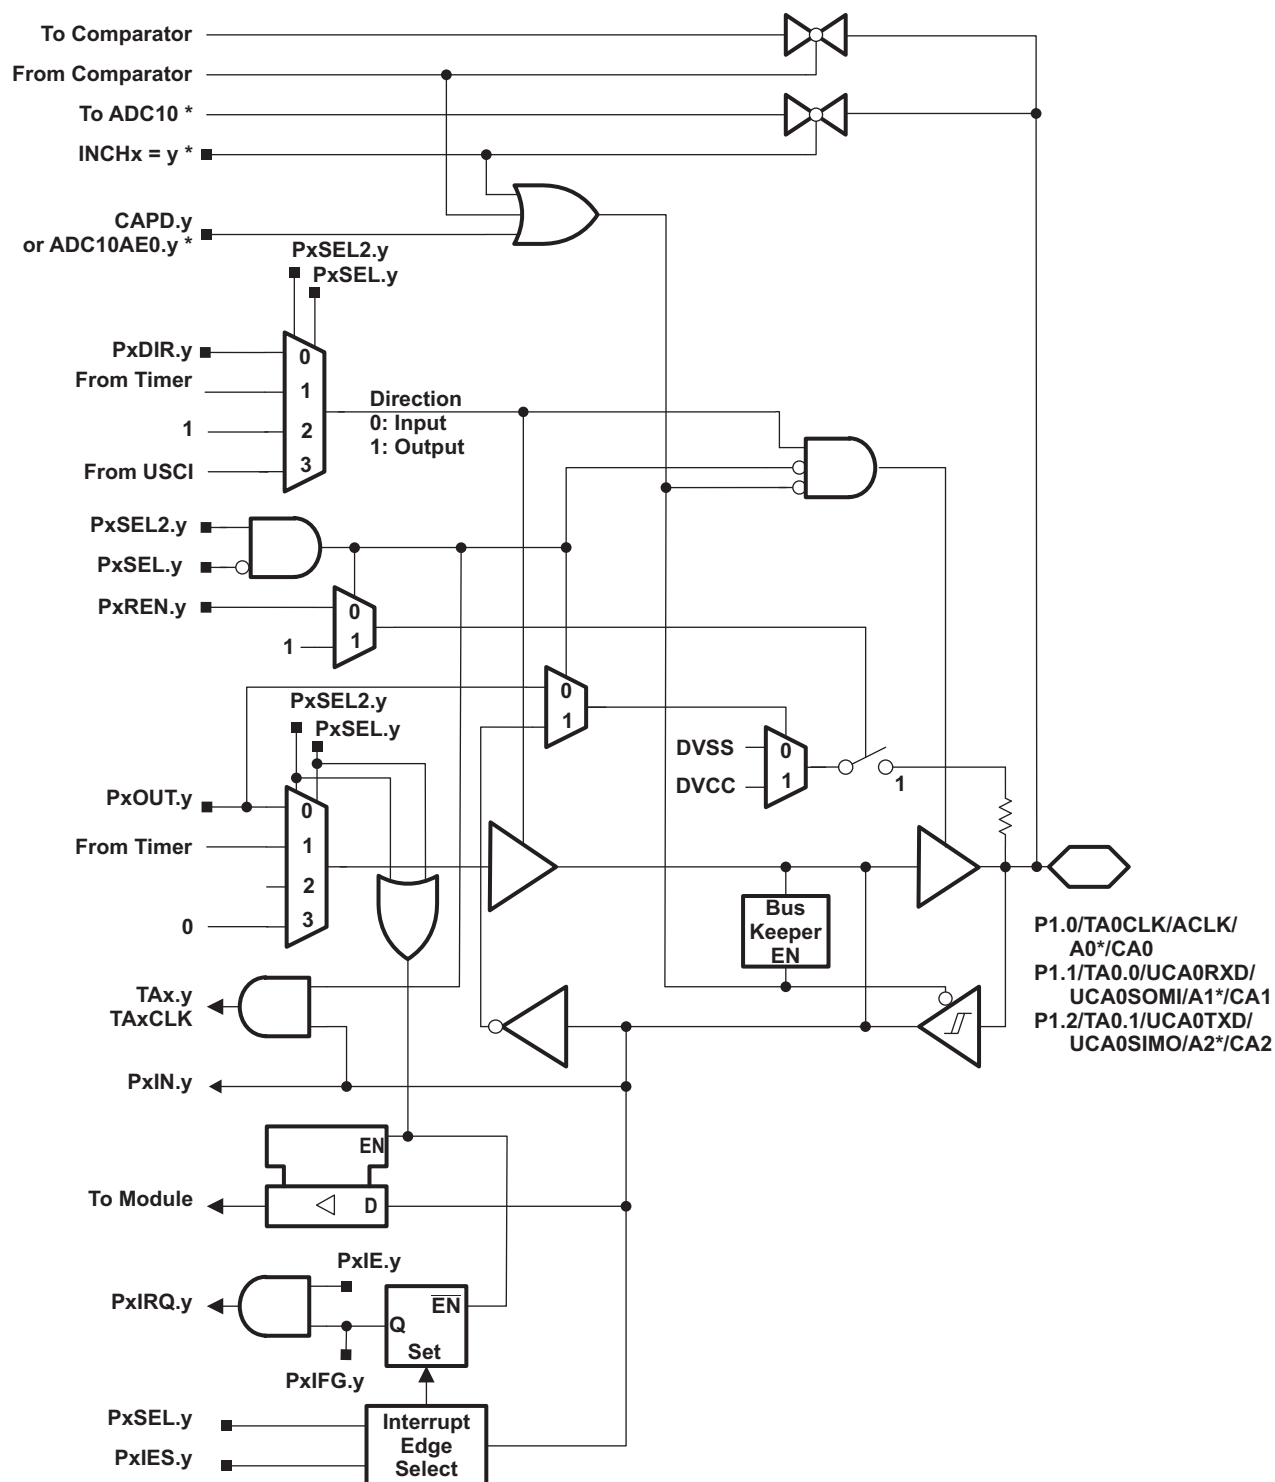 To Comparator
From Comparator
To ADC10 *
INCHx = y *
CAPD.y
or ADC10AE0.y *
PxSEL2.y
PxSEL.y
PxDIR.y
0
From Timer
1
Direction
0: Input
1: Output
1
2
From USCI
3
PxSEL2.y
PxSEL.y
PxREN.y
0
1
1
0
1
PxSEL2.y
PxSEL.y
DVSS
0
DVCC
1
1
PxOUT.y
0
From Timer
1
2
0
3
Bus
Keeper
EN
P1.0/TA0CLK/ACLK/
A0*/CA0
P1.1/TA0.0/UCA0RXD/
UCA0SOMI/A1*/CA1
P1.2/TA0.1/UCA0TXD/
UCA0SIMO/A2*/CA2
TAx.y
TAxCLK
PxIN.y
EN
To Module
D
PxIE.y
PxIRQ.y
EN
Q
Set
PxIFG.y
PxSEL.y
PxIES.y
Interrupt
Edge
Select